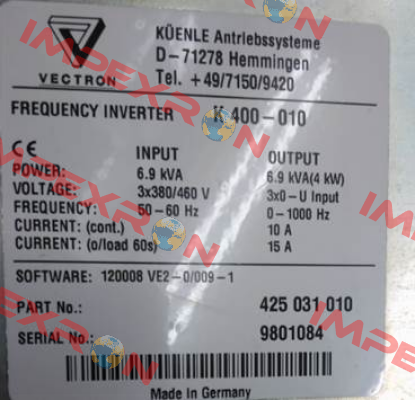 KÜENLE Antriebssysteme
D-71278 Hemmingen
VECTRON Tel. +49/7150/9420
FREQUENCY INVERTER K 400-010
CE INPUT OUTPUT
POWER: 6.9 kVA 6.9 kVA(4 kW)
VOLTAGE: 3x380/460 V 3x0-U Input
FREQUENCY: 50-60 Hz 0-1000 Hz
CURRENT: (cont.) 10 A
CURRENT: (o/load 60s) 15 A
SOFTWARE: 120008 VE2-0/009-1
PART No.: 425 031 010
SERIAL No.: 9801084
Made in Germany
IMPEXRON
IMPEXRON
IMPEXRON
IMPEXRON